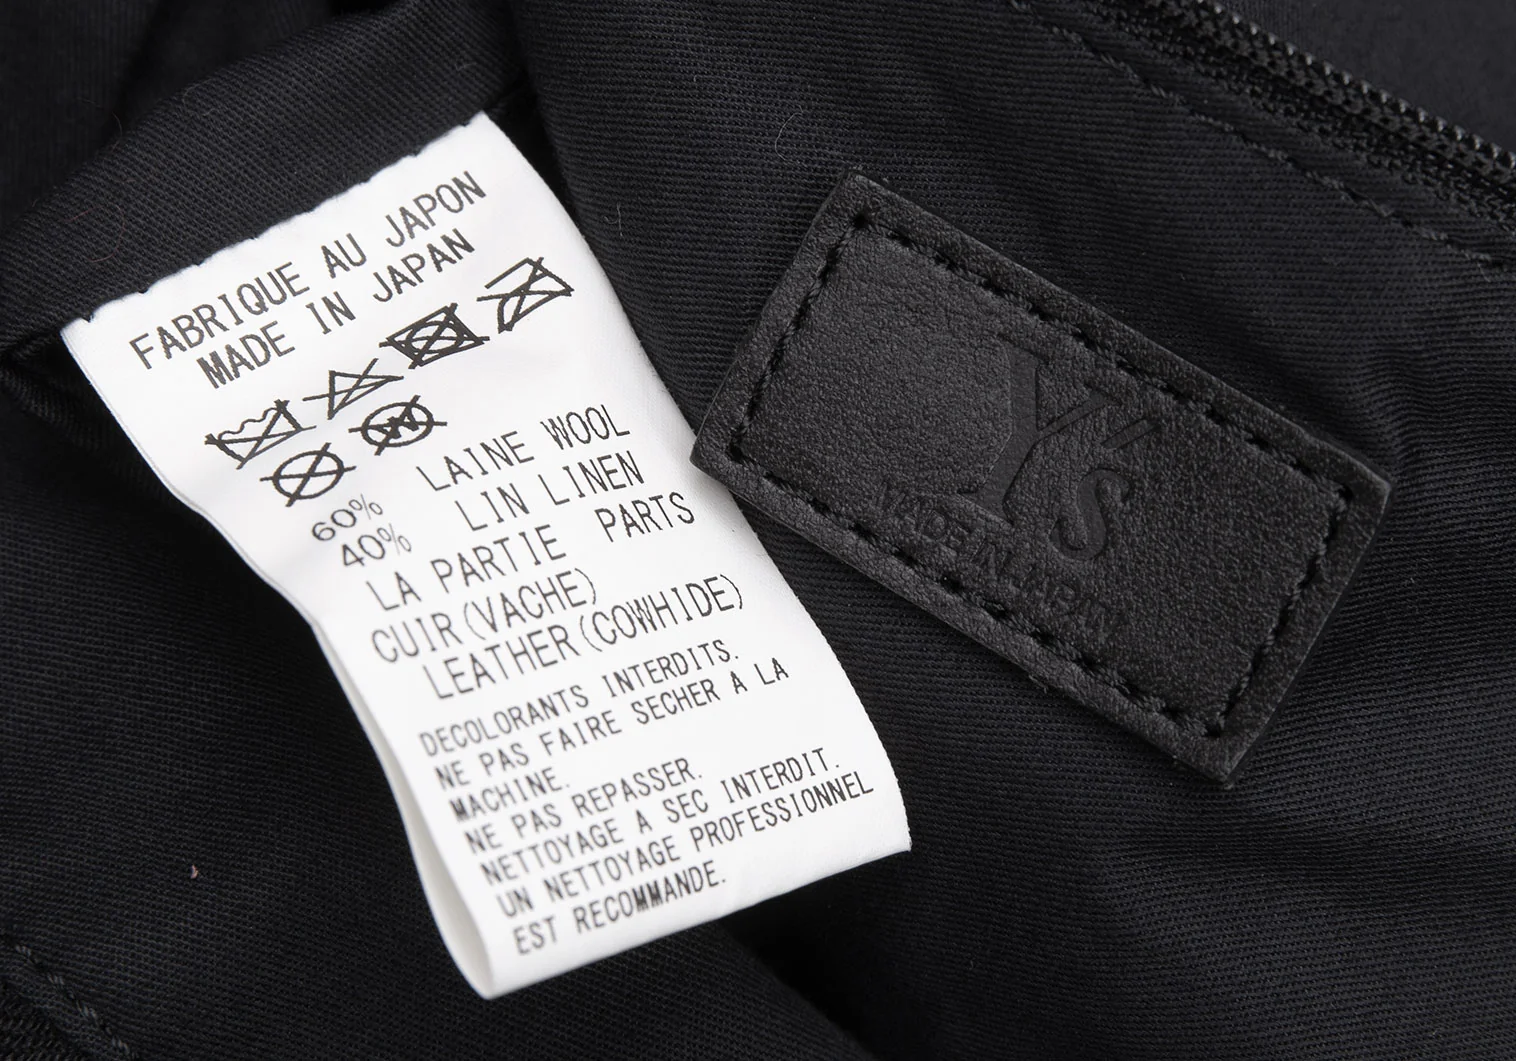 FABRIQUE AU JAPON
MADE IN JAPAN
W
60% LAINE WOOL
40% LIN LINEN
LA PARTIE PARTS
CUIR(VACHE)
LEATHER(COWHIDE)
DECOLORANTS INTERDITS.
NE PAS FAIRE SECHER A LA
MACHINE.
NE PAS REPASSER.
NETTOYAGE A SEC INTERDIT.
UN NETTOYAGE PROFESSIONNEL
EST RECOMMANDE.
Y's
MADE IN JAPAN